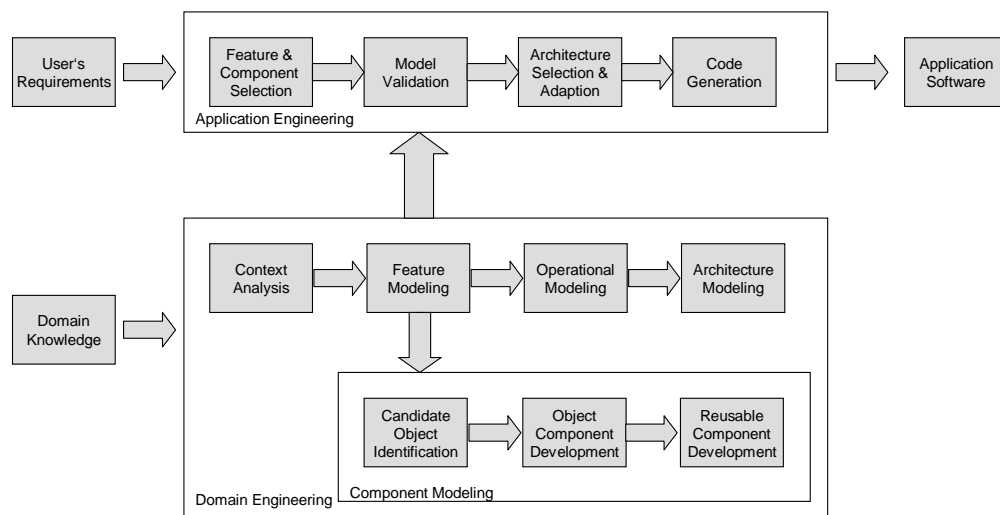 User's
Requirements
Feature &
Component
Selection
Model
Validation
Architecture
Selection &
Adaption
Code
Generation
Application
Software
Application Engineering
Context
Analysis
Feature
Modeling
Operational
Modeling
Architecture
Modeling
Domain
Knowledge
Candidate
Object
Identification
Object
Component
Development
Reusable
Component
Development
Domain Engineering
Component Modeling